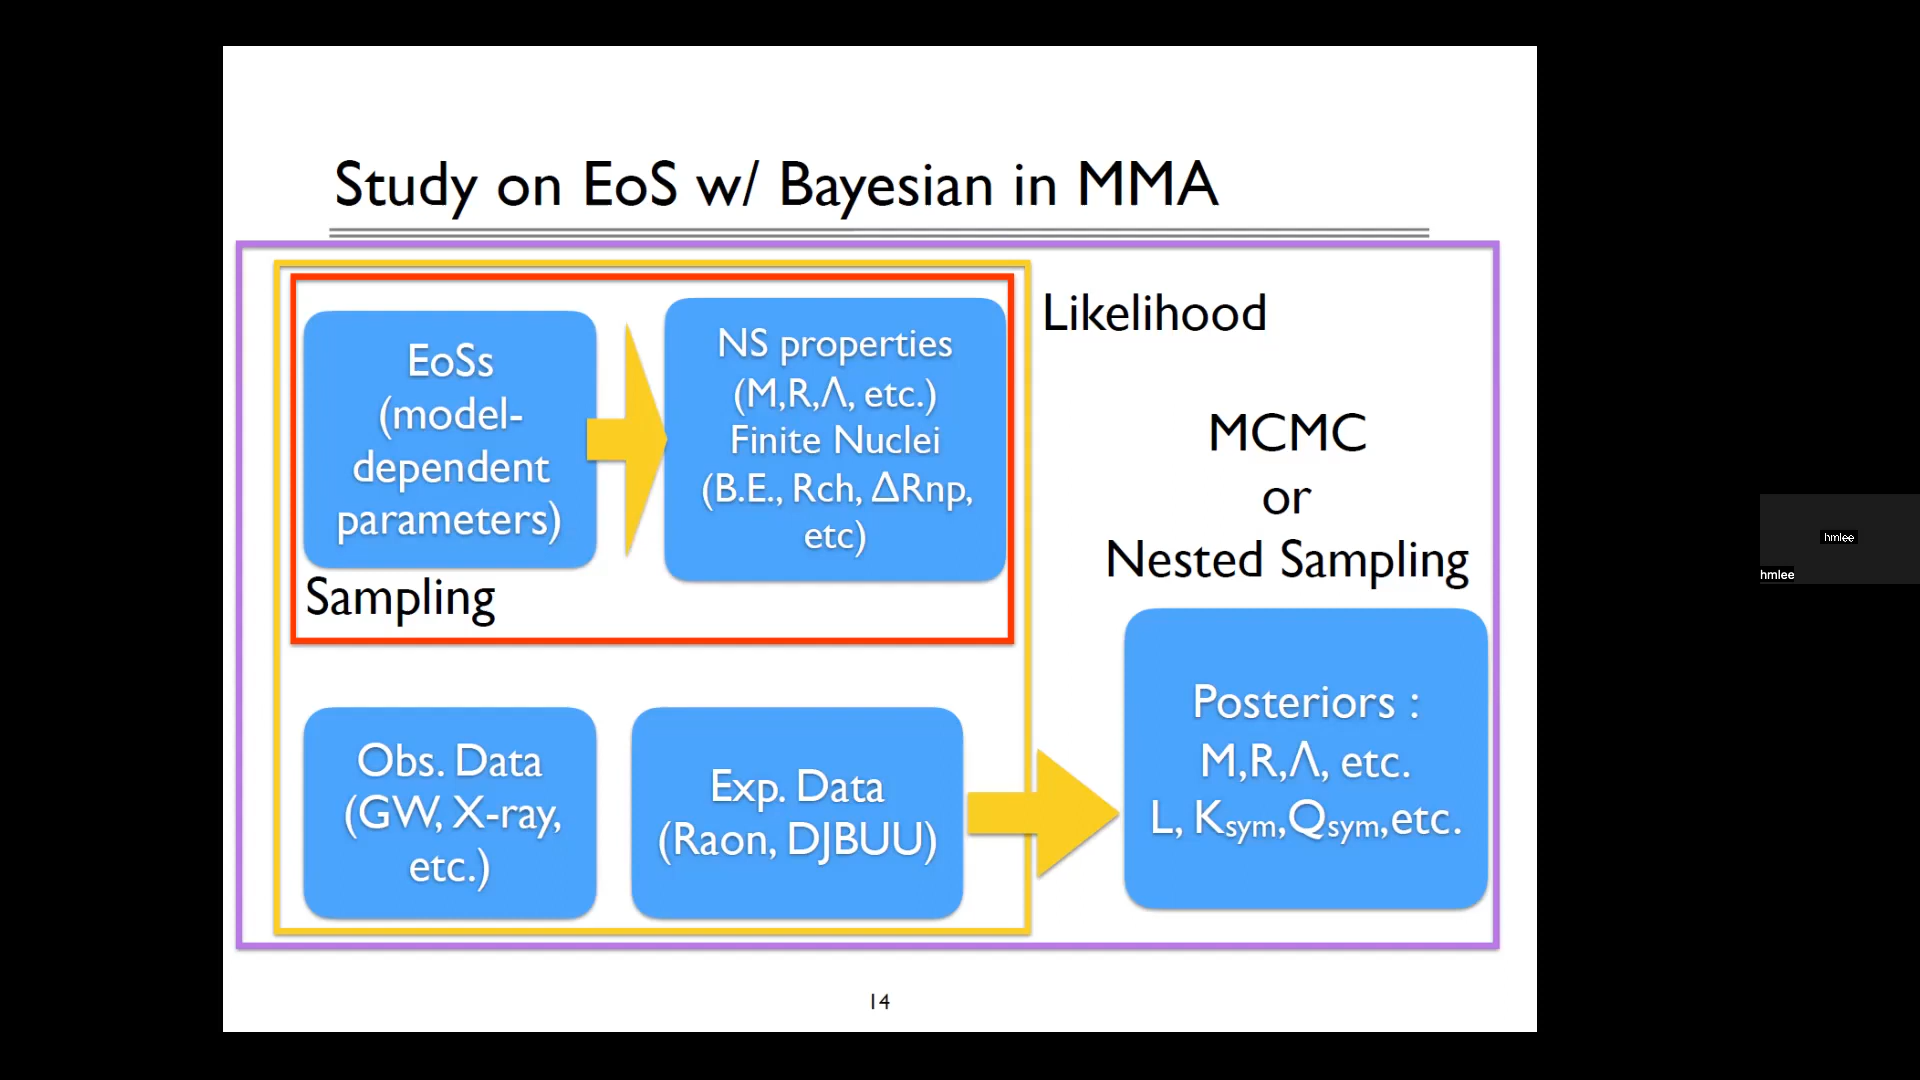 Study on EoS w/ Bayesian in MMA
EoSs
(model-
dependent
parameters)
NS properties
(M,R,Λ, etc.)
Finite Nuclei
(B.E., Rch, ΔRnp,
etc)
Sampling
Likelihood
MCMC
or
Nested Sampling
Obs. Data
(GW, X-ray,
etc.)
Exp. Data
(Raon, DJBUU)
Posteriors :
M,R,Λ, etc.
L, Ksym,Qsym,etc.
14
hmlee
hmlee